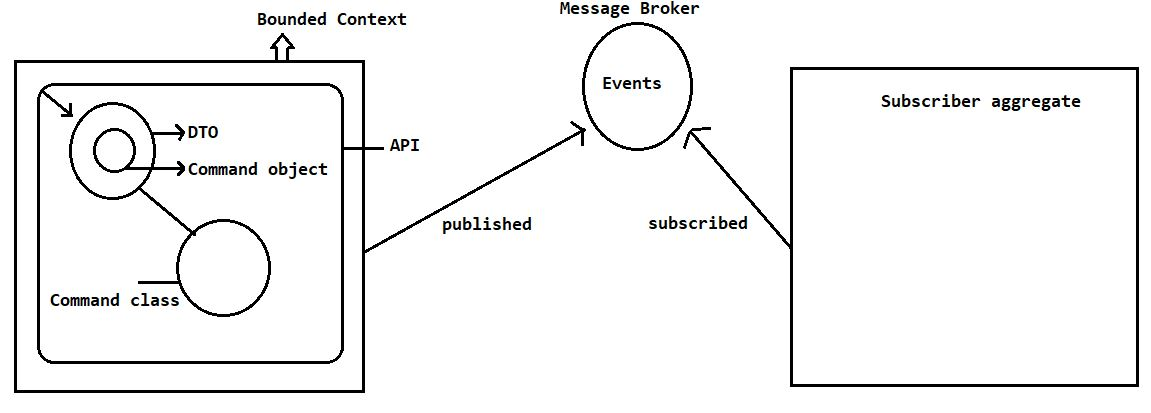 Message Broker
Bounded Context
Events
Subscriber aggregate
DTO
API
Command object
published
subscribed
Command class